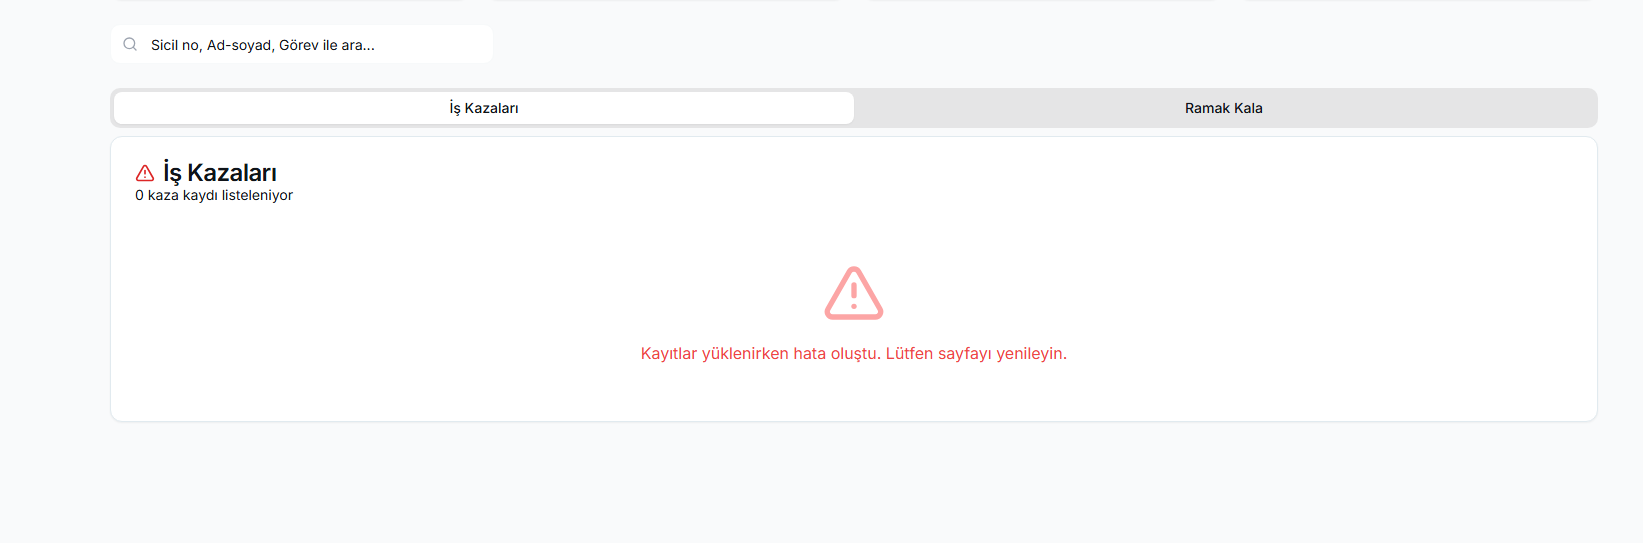 Sicil no, Ad-soyad, Görev ile ara...
İş Kazaları
Ramak Kala
İş Kazaları
0 kaza kaydı listeleniyor
Kayıtlar yüklenirken hata oluştu. Lütfen sayfayı yenileyin.